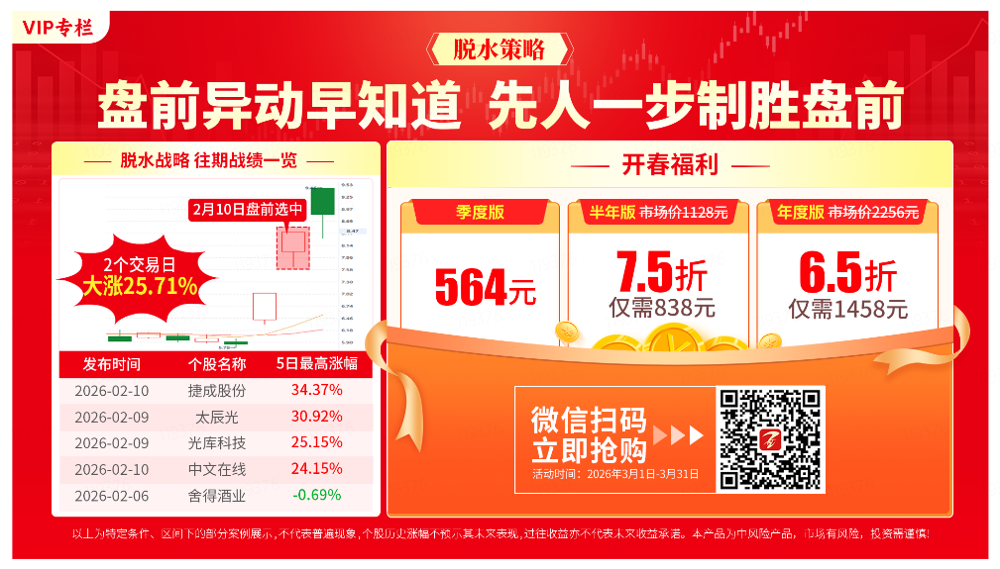 VIP专栏
脱水策略
盘前异动早知道 先人一步制胜盘前
脱水战略 往期战绩一览
2月10日盘前选中
2个交易日
大涨25.71%
发布时间 个股名称 5日最高涨幅
2026-02-10 捷成股份 34.37%
2026-02-09 太辰光 30.92%
2026-02-09 光库科技 25.15%
2026-02-10 中文在线 24.15%
2026-02-06 舍得酒业 -0.69%
开春福利
季度版
564元
半年版 市场价1128元
7.5折
仅需838元
年度版 市场价2256元
6.5折
仅需1458元
微信扫码
立即抢购
活动时间：2026年3月1日-3月31日
以上为特定条件、区间下的部分案例展示,不代表普遍现象,个股历史涨幅不预示其未来表现,过往收益亦不代表未来收益承诺。本产品为中风险产品，市场有风险，投资需谨慎!